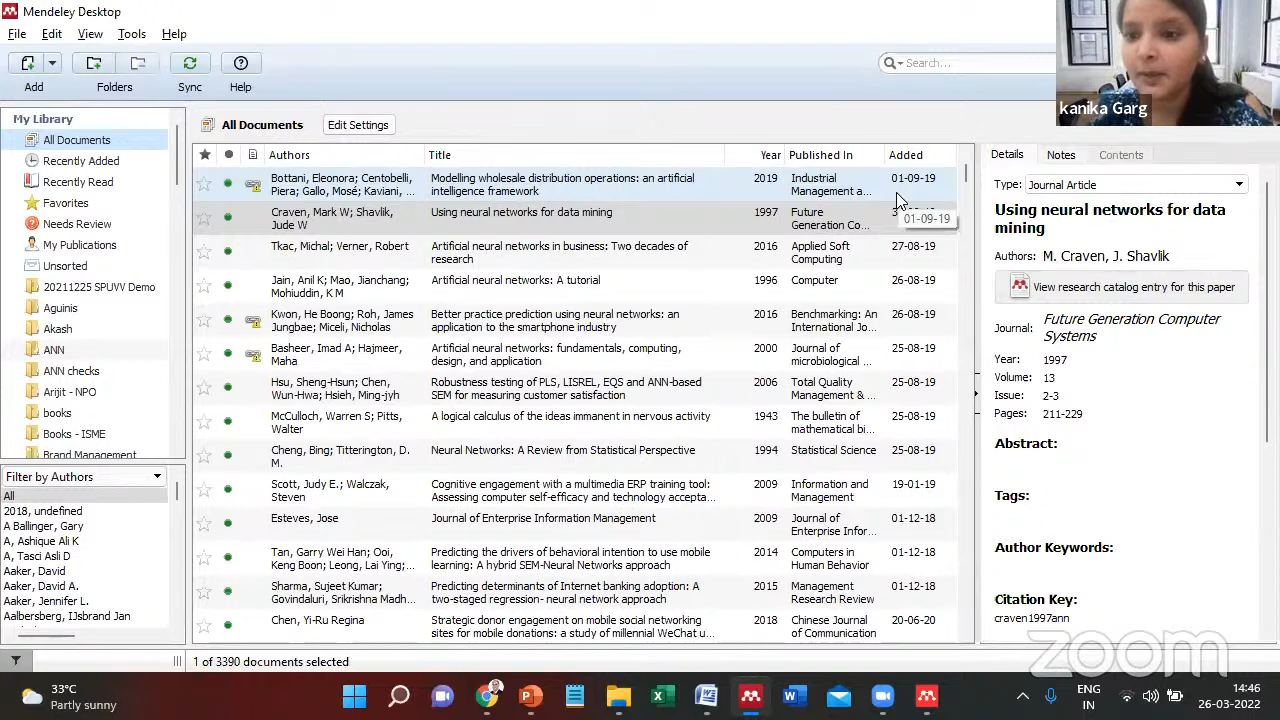 Mendeley Desktop
File Edit View Tools Help
Search...
Add Folders Sync Help
kanika Garg
My Library
All Documents
Recently Added
Recently Read
Favorites
Needs Review
My Publications
Unsorted
20211225 SPUVV Demo
Aguinis
Akash
ANN
ANN checks
Arijit - NPO
books
Books - ISME
Brand Management
Filter by Authors
All
2018, undefined
A Ballinger, Gary
A, Ashique Ali K
A, Tasci Asli D
Aaker, David
Aaker, David A.
Aaker, Jennifer L.
Aalbersberg, IJsbrand Jan
All Documents Edit Settings
Authors Title Year Published In Added
Bottani, Eleonora; Centobelli, Modelling wholesale distribution operations: an artificial 2019 Industrial 01-09-19
Piera; Gallo, Mosé; Kaviani, ... intelligence framework Management a...
Craven, Mark W; Shavlik, Using neural networks for data mining 1997 Future
Jude W Generation Co...
01-09-19
Tkac, Michal; Verner, Robert Artificial neural networks in business: Two decades of 2016 Applied Soft 27-08-19
research Computing
Jain, Anil K; Mao, Jianchang; Artificial neural networks: A tutorial 1996 Computer 26-08-19
Mohiuddin, K M
Kwon, He Boong; Roh, James Better practice prediction using neural networks: an 2016 Benchmarking: An 26-08-19
Jungbae; Miceli, Nicholas application to the smartphone industry International Jo...
Basheer, Imad A; Hajmeer, Artificial neural networks: fundamentals, computing, 2000 Journal of 25-08-19
Maha design, and application microbiological ...
Hsu, Sheng-Hsun; Chen, Robustness testing of PLS, LISREL, EQS and ANN-based 2006 Total Quality 25-08-19
Wun-Hwa; Hsieh, Ming-jyh SEM for measuring customer satisfaction Management & ...
McCulloch, Warren S; Pitts, A logical calculus of the ideas immanent in nervous activity 1943 The bulletin of 25-08-19
Walter mathematical bi...
Cheng, Bing; Titterington, D. Neural Networks: A Review from Statistical Perspective 1994 Statistical Science 25-08-19
M.
Scott, Judy E.; Walczak, Cognitive engagement with a multimedia ERP training tool: 2009 Information and 19-01-19
Steven Assessing computer self-efficacy and technology accepta... Management
Esteves, Jose Journal of Enterprise Information Management 2009 Journal of 01-12-18
Enterprise Infor...
Tan, Garry Wei Han; Ooi, Predicting the drivers of behavioral intention to use mobile 2014 Computers in 01-12-18
Keng Boon; Leong, Lai Ying;... learning: A hybrid SEM-Neural Networks approach Human Behavior
Sharma, Sujeet Kumar; Predicting determinants of Internet banking adoption: A 2015 Management 01-12-18
Govindaluri, Srikrishna Madh... two-staged regression- neural network approach Research Review
Chen, Yi-Ru Regina Strategic donor engagement on mobile social networking 2018 Chinese Journal 20-06-20
sites for mobile donations: a study of millennial WeChat u... of Communication
Details Notes Contents
Type: Journal Article
Using neural networks for data
mining
Authors: M. Craven, J. Shavlik
View research catalog entry for this paper
Journal: Future Generation Computer
Systems
Year: 1997
Volume: 13
Issue: 2-3
Pages: 211-229
Abstract:
Tags:
Author Keywords:
Citation Key:
craven1997ann
1 of 3390 documents selected
zoom
33°C
Partly sunny
ENG
IN
14:46
26-03-2022